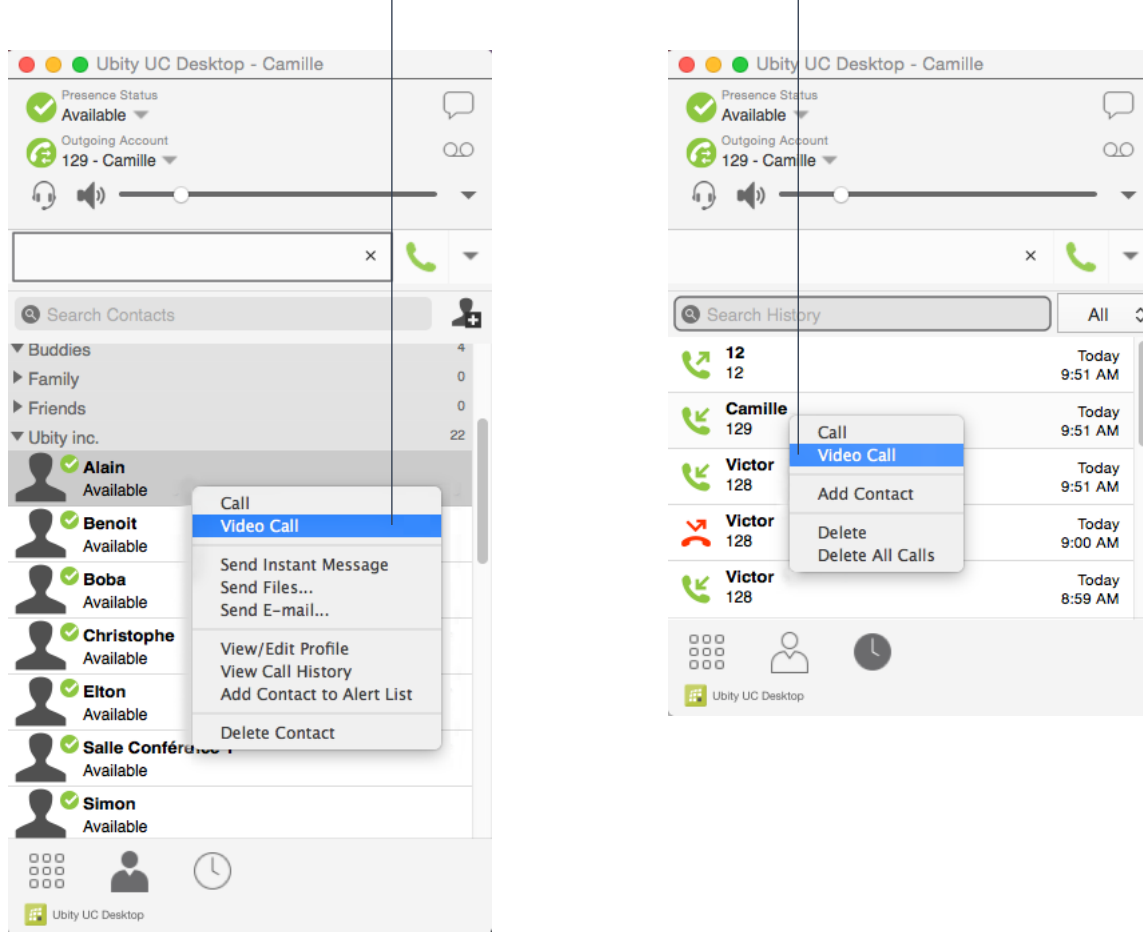 Ubity UC Desktop - Camille
Presence Status
Available
Outgoing Account
129 - Camille
×
Search Contacts
Buddies 4
Family 0
Friends 0
Ubity inc. 22
Alain
Available
Benoit
Available
Boba
Available
Christophe
Available
Elton
Available
Salle Conférence 1
Available
Simon
Available
Call
Video Call
Send Instant Message
Send Files...
Send E-mail...
View/Edit Profile
View Call History
Add Contact to Alert List
Delete Contact
Ubity UC Desktop
Ubity UC Desktop - Camille
Presence Status
Available
Outgoing Account
129 - Camille
×
Search History
All
12 Today
12 9:51 AM
Camille Today
129 9:51 AM
Victor Today
128 9:51 AM
Victor Today
128 9:00 AM
Victor Today
128 8:59 AM
Call
Video Call
Add Contact
Delete
Delete All Calls
Ubity UC Desktop